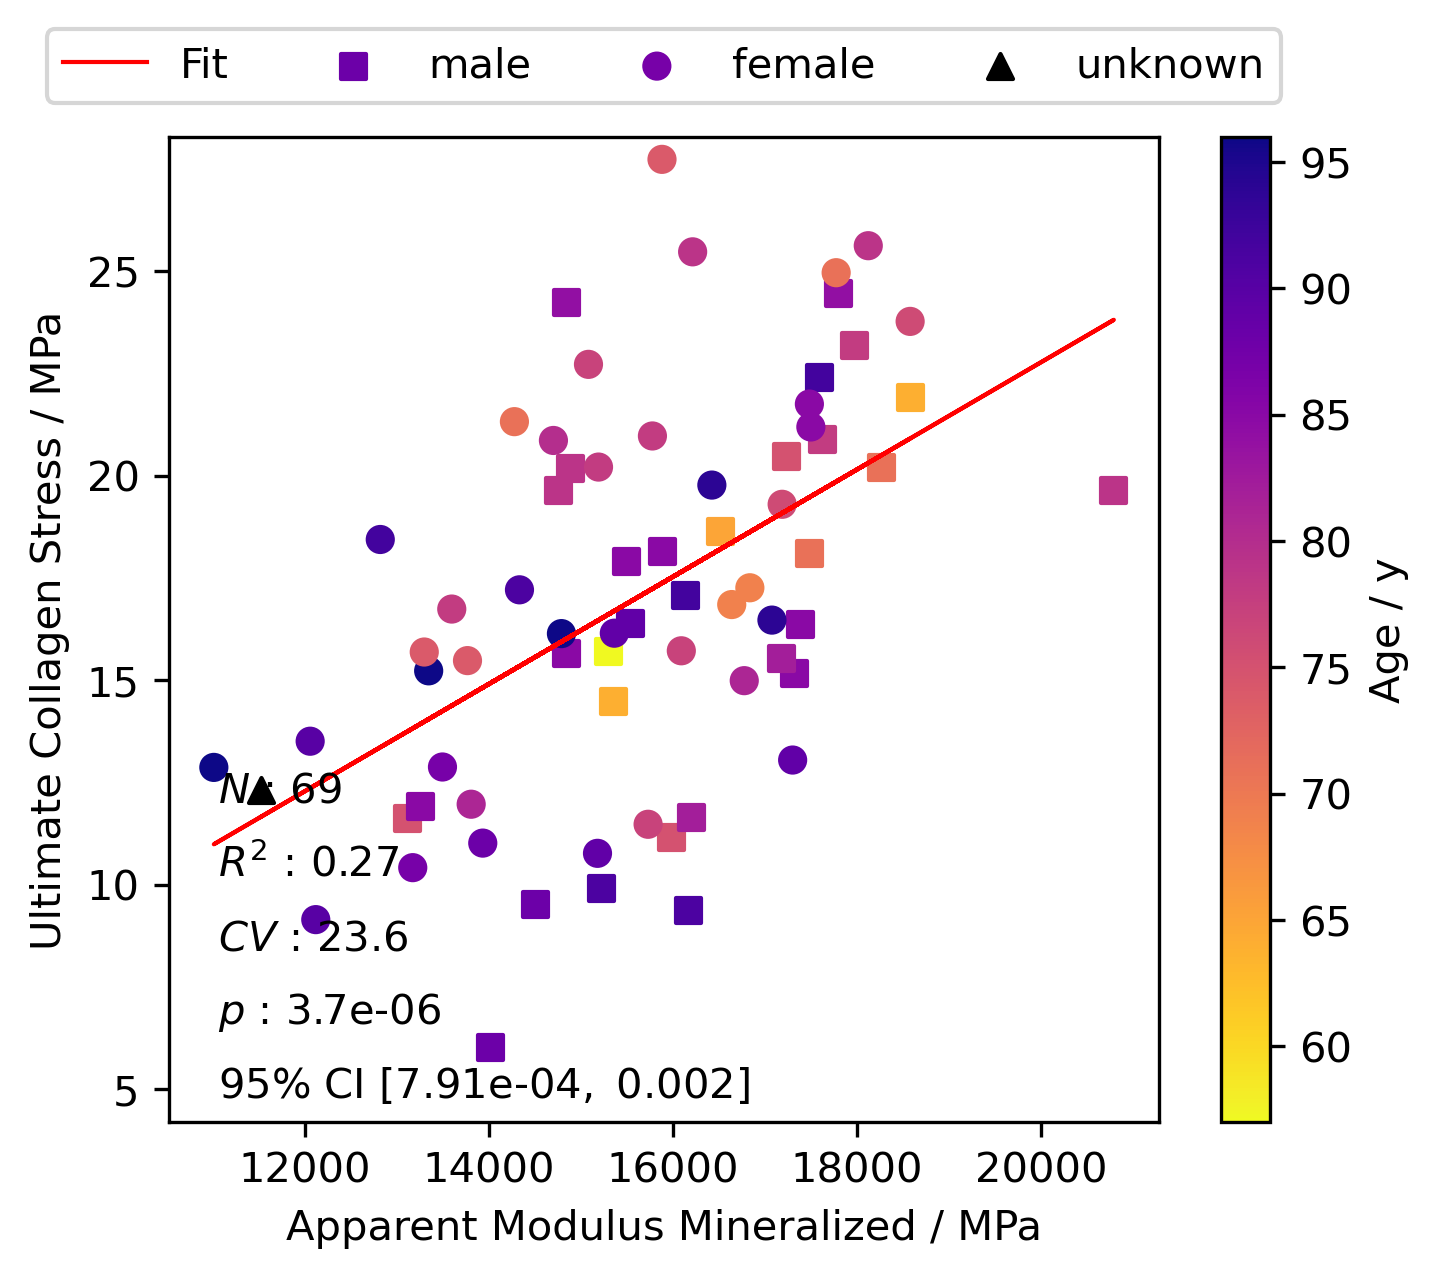 Fit male female unknown
Ultimate Collagen Stress / MPa
25
20
15
10
5
N : 69
R² : 0.27
CV : 23.6
p : 3.7e-06
95% CI [7.91e-04, 0.002]
12000 14000 16000 18000 20000
Apparent Modulus Mineralized / MPa
95
90
85
80
75
70
65
60
Age / y